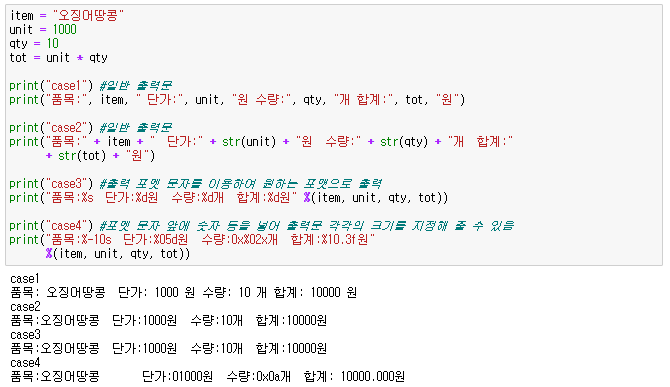 item = "오징어땅콩"
unit = 1000
qty = 10
tot = unit * qty
print("case1") #일반 출력문
print("품목:", item, " 단가:", unit, "원 수량:", qty, "개 합계:", tot, "원")
print("case2") #일반 출력문
print("품목:" + item + "  단가:" + str(unit) + "원  수량:" + str(qty) + "개  합계:"
      + str(tot) + "원")
print("case3") #출력 포멧 문자를 이용하여 원하는 포맷으로 출력
print("품목:%s  단가:%d원  수량:%d개  합계:%d원" %(item, unit, qty, tot))
print("case4") #포멧 문자 앞에 숫자 등을 넣어 출력문 각각의 크기를 지정해 줄 수 있음
print("품목:%-10s  단가:%05d원  수량:0x%02x개  합계:%10.3f원"
      %(item, unit, qty, tot))
case1
품목: 오징어땅콩  단가: 1000 원 수량: 10 개 합계: 10000 원
case2
품목:오징어땅콩  단가:1000원  수량:10개  합계:10000원
case3
품목:오징어땅콩  단가:1000원  수량:10개  합계:10000원
case4
품목:오징어땅콩       단가:01000원  수량:0x0a개  합계: 10000.000원